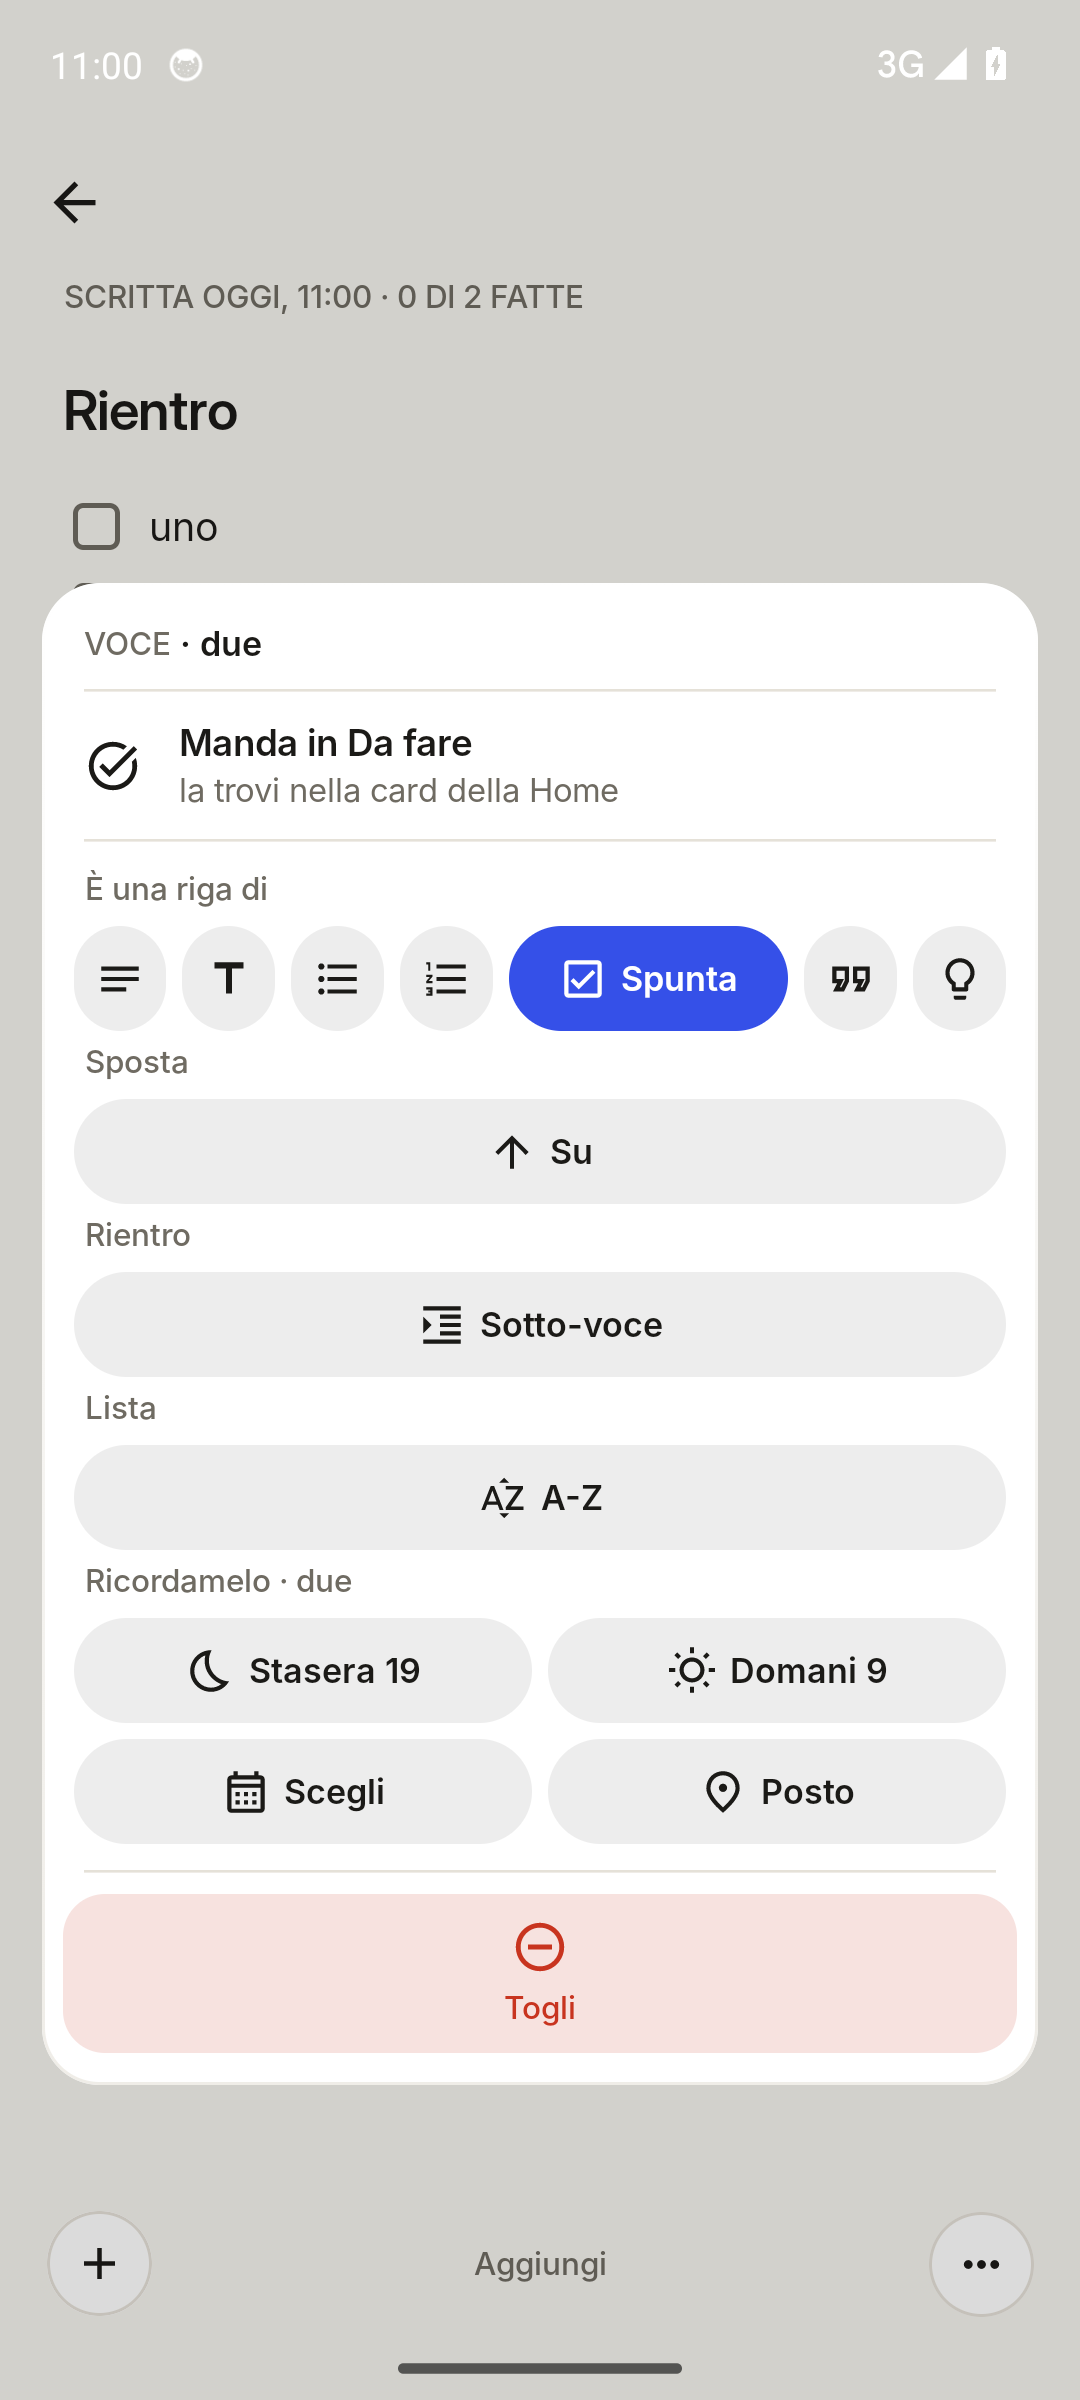 11:00
3G
SCRITTA OGGI, 11:00 · 0 DI 2 FATTE
Rientro
uno
VOCE · due
Manda in Da fare
la trovi nella card della Home
È una riga di
Spunta
Sposta
Su
Rientro
Sotto-voce
Lista
AZ A-Z
Ricordamelo · due
Stasera 19
Domani 9
Scegli
Posto
Togli
Aggiungi